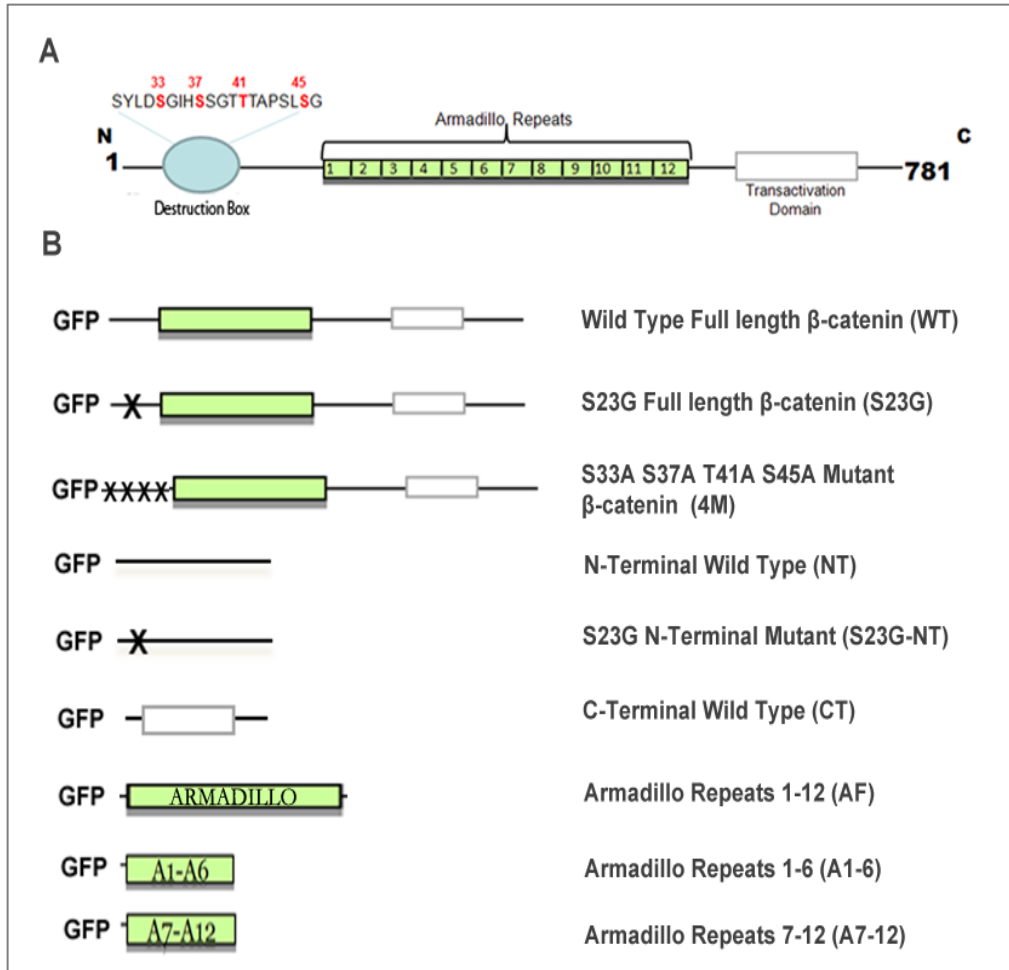 A
33 37 41 45
SYLDSGIHSSGTTTAPSLSG
Armadillo Repeats
N
C
1
1 2 3 4 5 6 7 8 9 10 11 12
781
Destruction Box
Transactivation
Domain
B
GFP
Wild Type Full length β-catenin (WT)
GFP X
S23G Full length β-catenin (S23G)
GFP XXXX
S33A S37A T41A S45A Mutant
β-catenin (4M)
GFP
N-Terminal Wild Type (NT)
GFP X
S23G N-Terminal Mutant (S23G-NT)
GFP
C-Terminal Wild Type (CT)
GFP ARMADILLO
Armadillo Repeats 1-12 (AF)
GFP A1-A6
Armadillo Repeats 1-6 (A1-6)
GFP A7-A12
Armadillo Repeats 7-12 (A7-12)